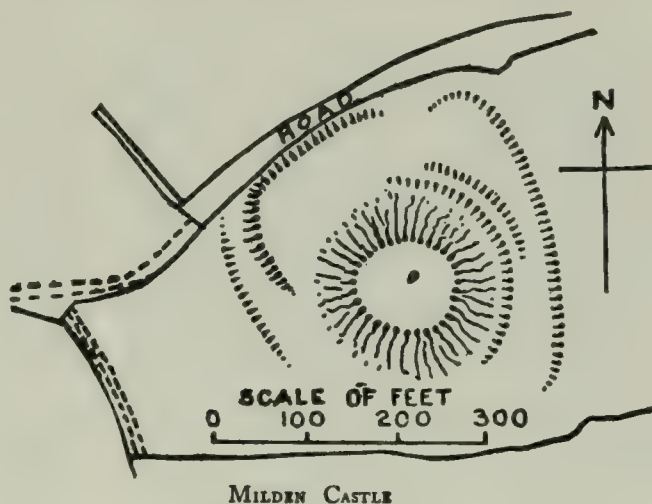 ROAD
N
SCALE OF FEET
0 100 200 300
MILDEN CASTLE